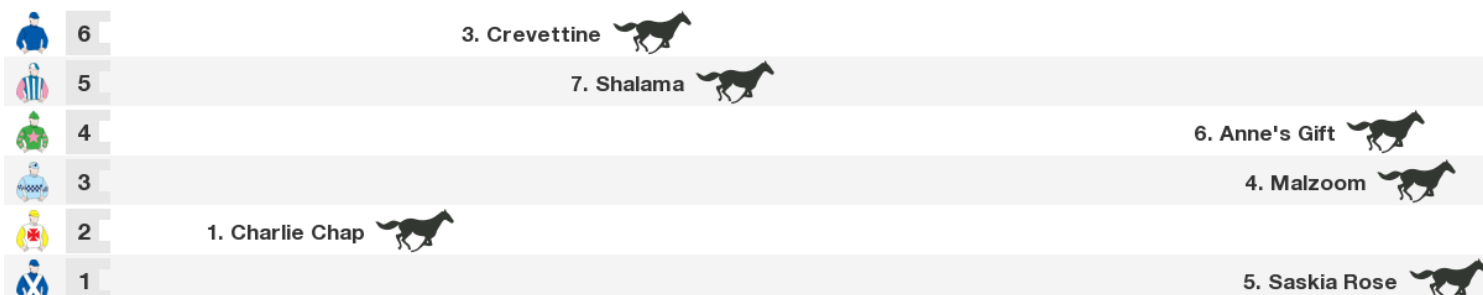 6 3. Crevettine
5 7. Shalama
4 6. Anne's Gift
3 4. Malzoom
2 1. Charlie Chap
1 5. Saskia Rose